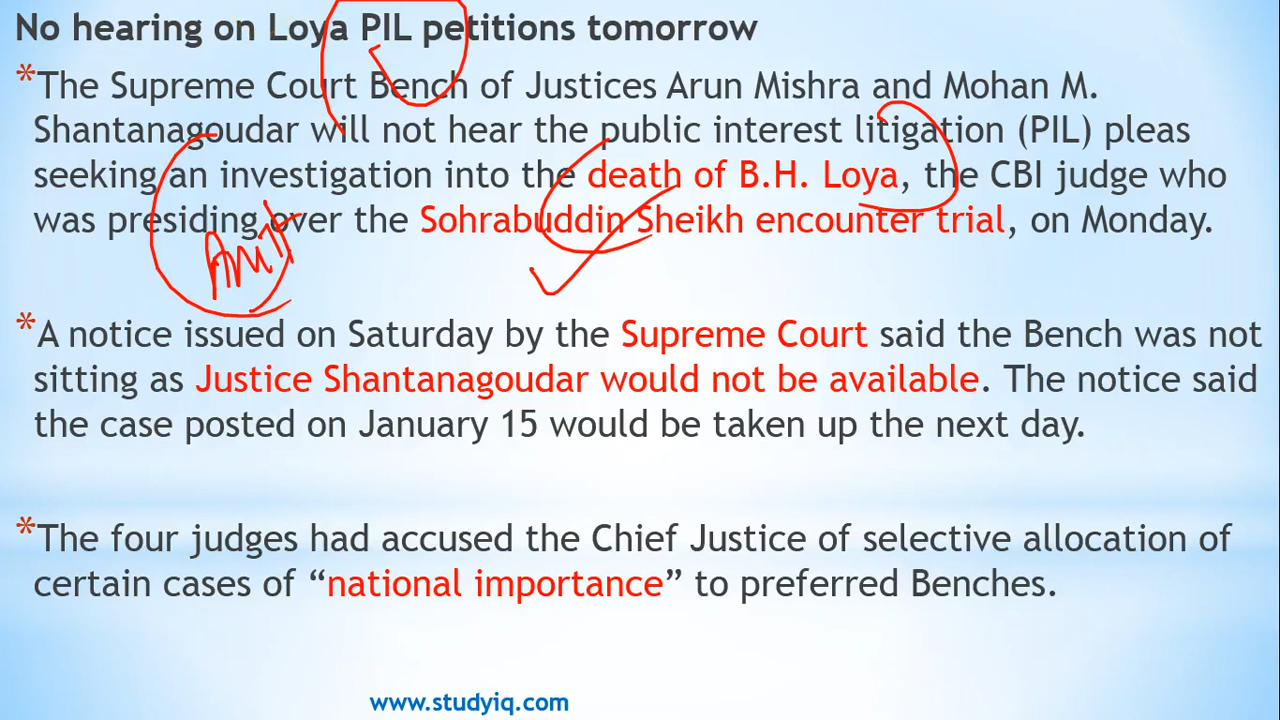 No hearing on Loya PIL petitions tomorrow
*The Supreme Court Bench of Justices Arun Mishra and Mohan M.
Shantanagoudar will not hear the public interest litigation (PIL) pleas
seeking an investigation into the death of B.H. Loya, the CBI judge who
was presiding over the Sohrabuddin Sheikh encounter trial, on Monday.
Amit
*A notice issued on Saturday by the Supreme Court said the Bench was not
sitting as Justice Shantanagoudar would not be available. The notice said
the case posted on January 15 would be taken up the next day.
*The four judges had accused the Chief Justice of selective allocation of
certain cases of “national importance” to preferred Benches.
www.studyiq.com